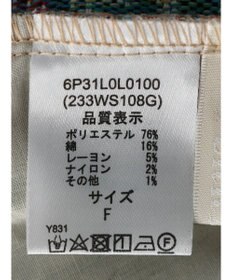 6P31L0L0100
(233WS108G)
品質表示
ポリエステル 76%
綿 16%
レーヨン 5%
ナイロン 2%
その他 1%
サイズ
F
Y831